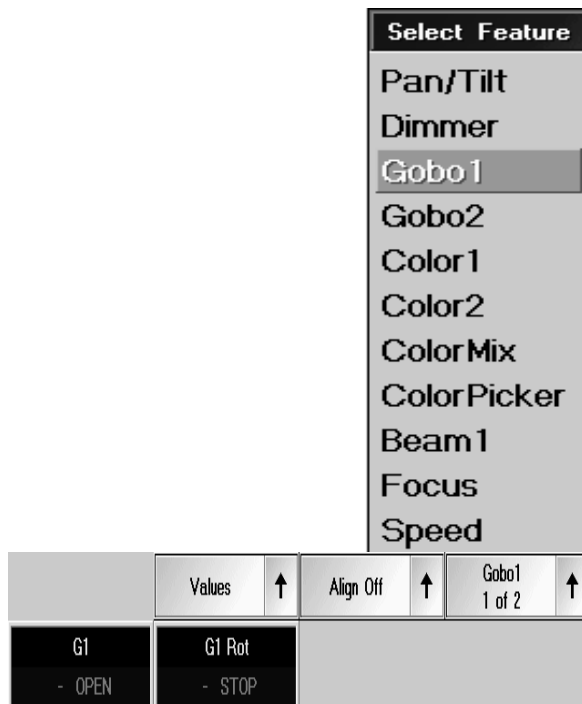 Select Feature
Pan/Tilt
Dimmer
Gobo1
Gobo2
Color1
Color2
ColorMix
ColorPicker
Beam1
Focus
Speed
Values ↑ Align Off ↑ Gobo1 ↑
1 of 2
G1 G1 Rot
- OPEN - STOP